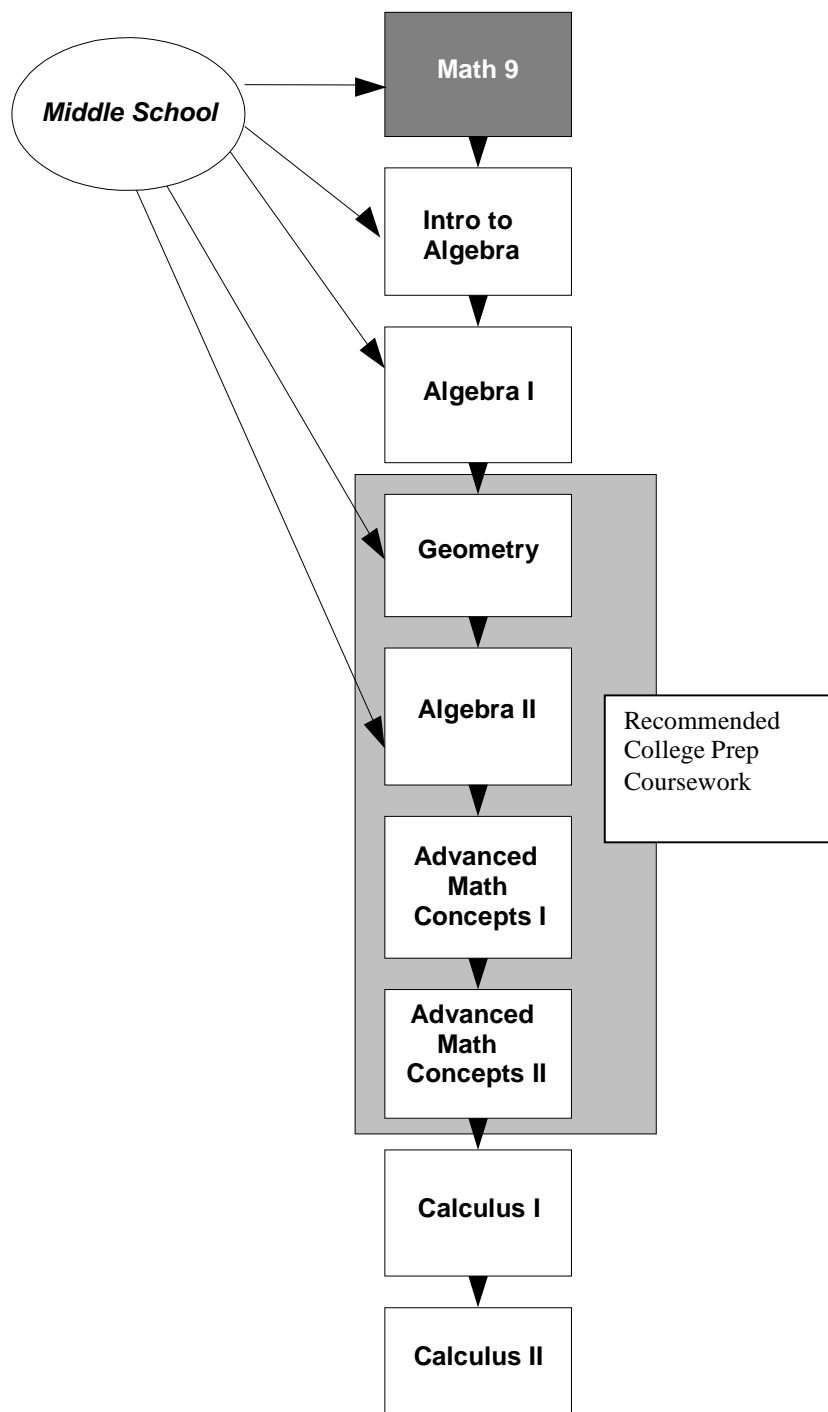 Math 9
Middle School
Intro to
Algebra
Algebra I
Geometry
Algebra II
Recommended
College Prep
Coursework
Advanced
Math
Concepts I
Advanced
Math
Concepts II
Calculus I
Calculus II